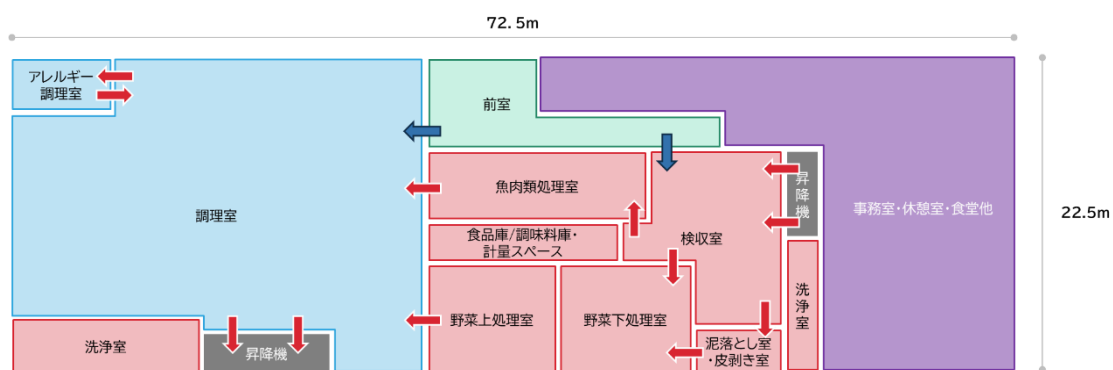 72.5m
アレルギー
調理室
前室
魚肉類処理室
昇降機
事務室・休憩室・食堂他
22.5m
調理室
食品庫/調味料庫・
計量スペース
検収室
洗浄室
野菜上処理室
野菜下処理室
洗浄室
昇降機
泥落とし室
・皮剥き室